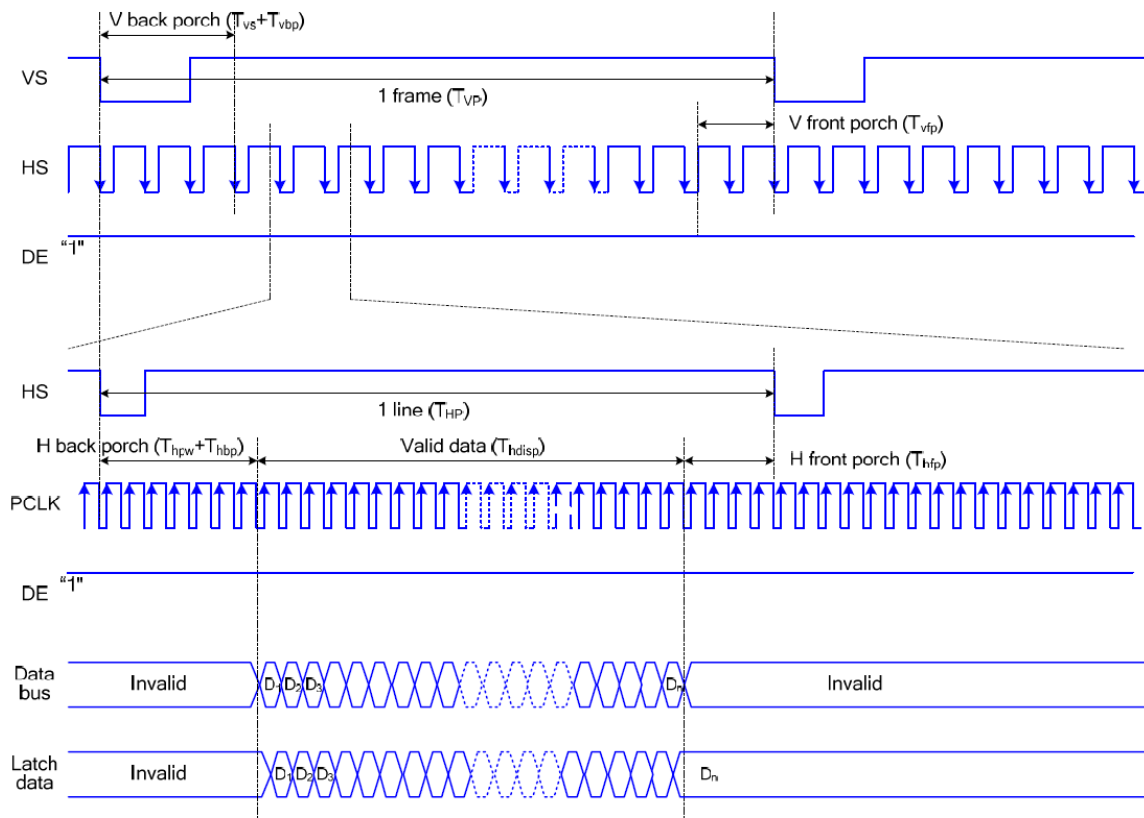 V back porch (Tvs+Tvbp)
VS
1 frame (TVP)
V front porch (Tvfp)
HS
DE "1"
HS
1 line (THP)
H back porch (Thpw+Thbp)
Valid data (Thdisp)
H front porch (Thfp)
PCLK
DE "1"
Data bus
Invalid
D1
D2
D3
Dn
Invalid
Latch data
Invalid
D1
D2
D3
Dn